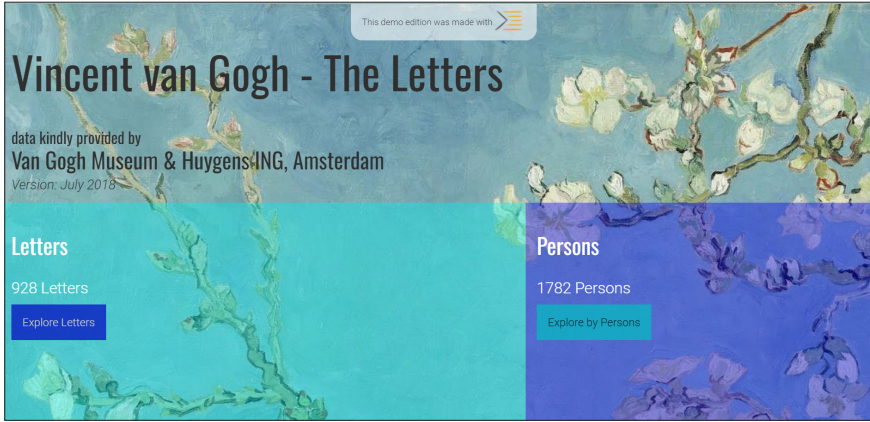 This demo edition was made with
Vincent van Gogh - The Letters
data kindly provided by
Van Gogh Museum & Huygens ING, Amsterdam
Version: July 2018
Letters
928 Letters
Explore Letters
Persons
1782 Persons
Explore by Persons